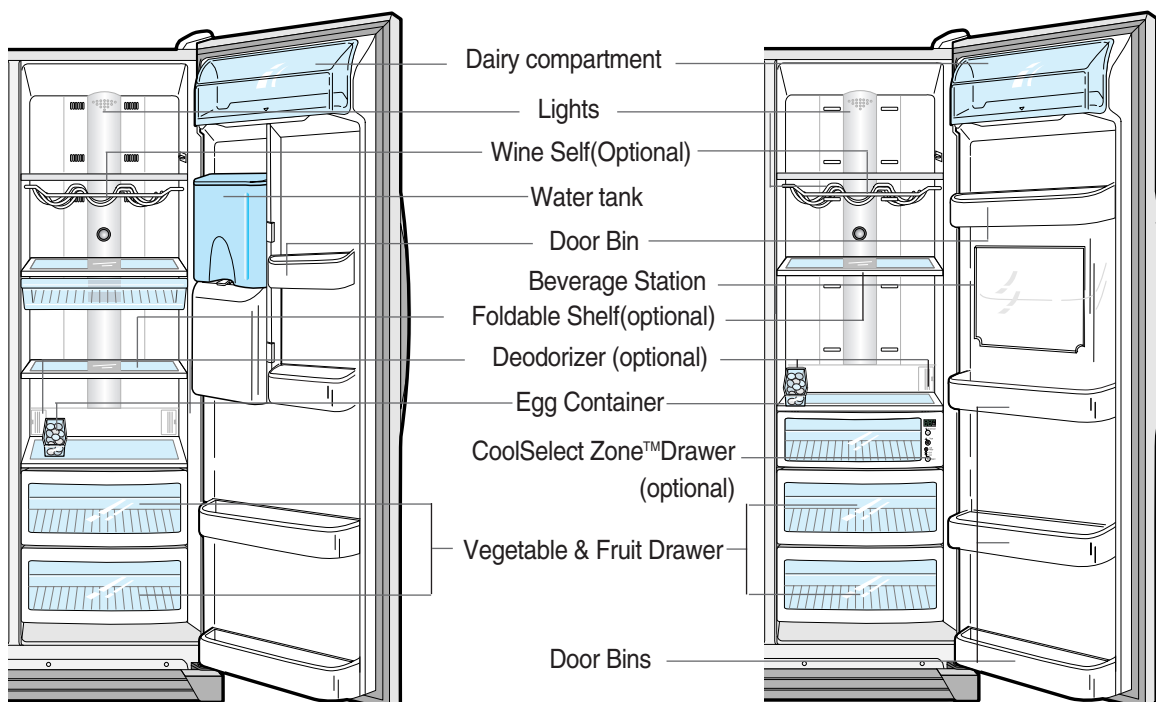 Dairy compartment
Lights
Wine Self(Optional)
Water tank
Door Bin
Beverage Station
Foldable Shelf(optional)
Deodorizer (optional)
Egg Container
CoolSelect Zone™Drawer
(optional)
Vegetable & Fruit Drawer
Door Bins